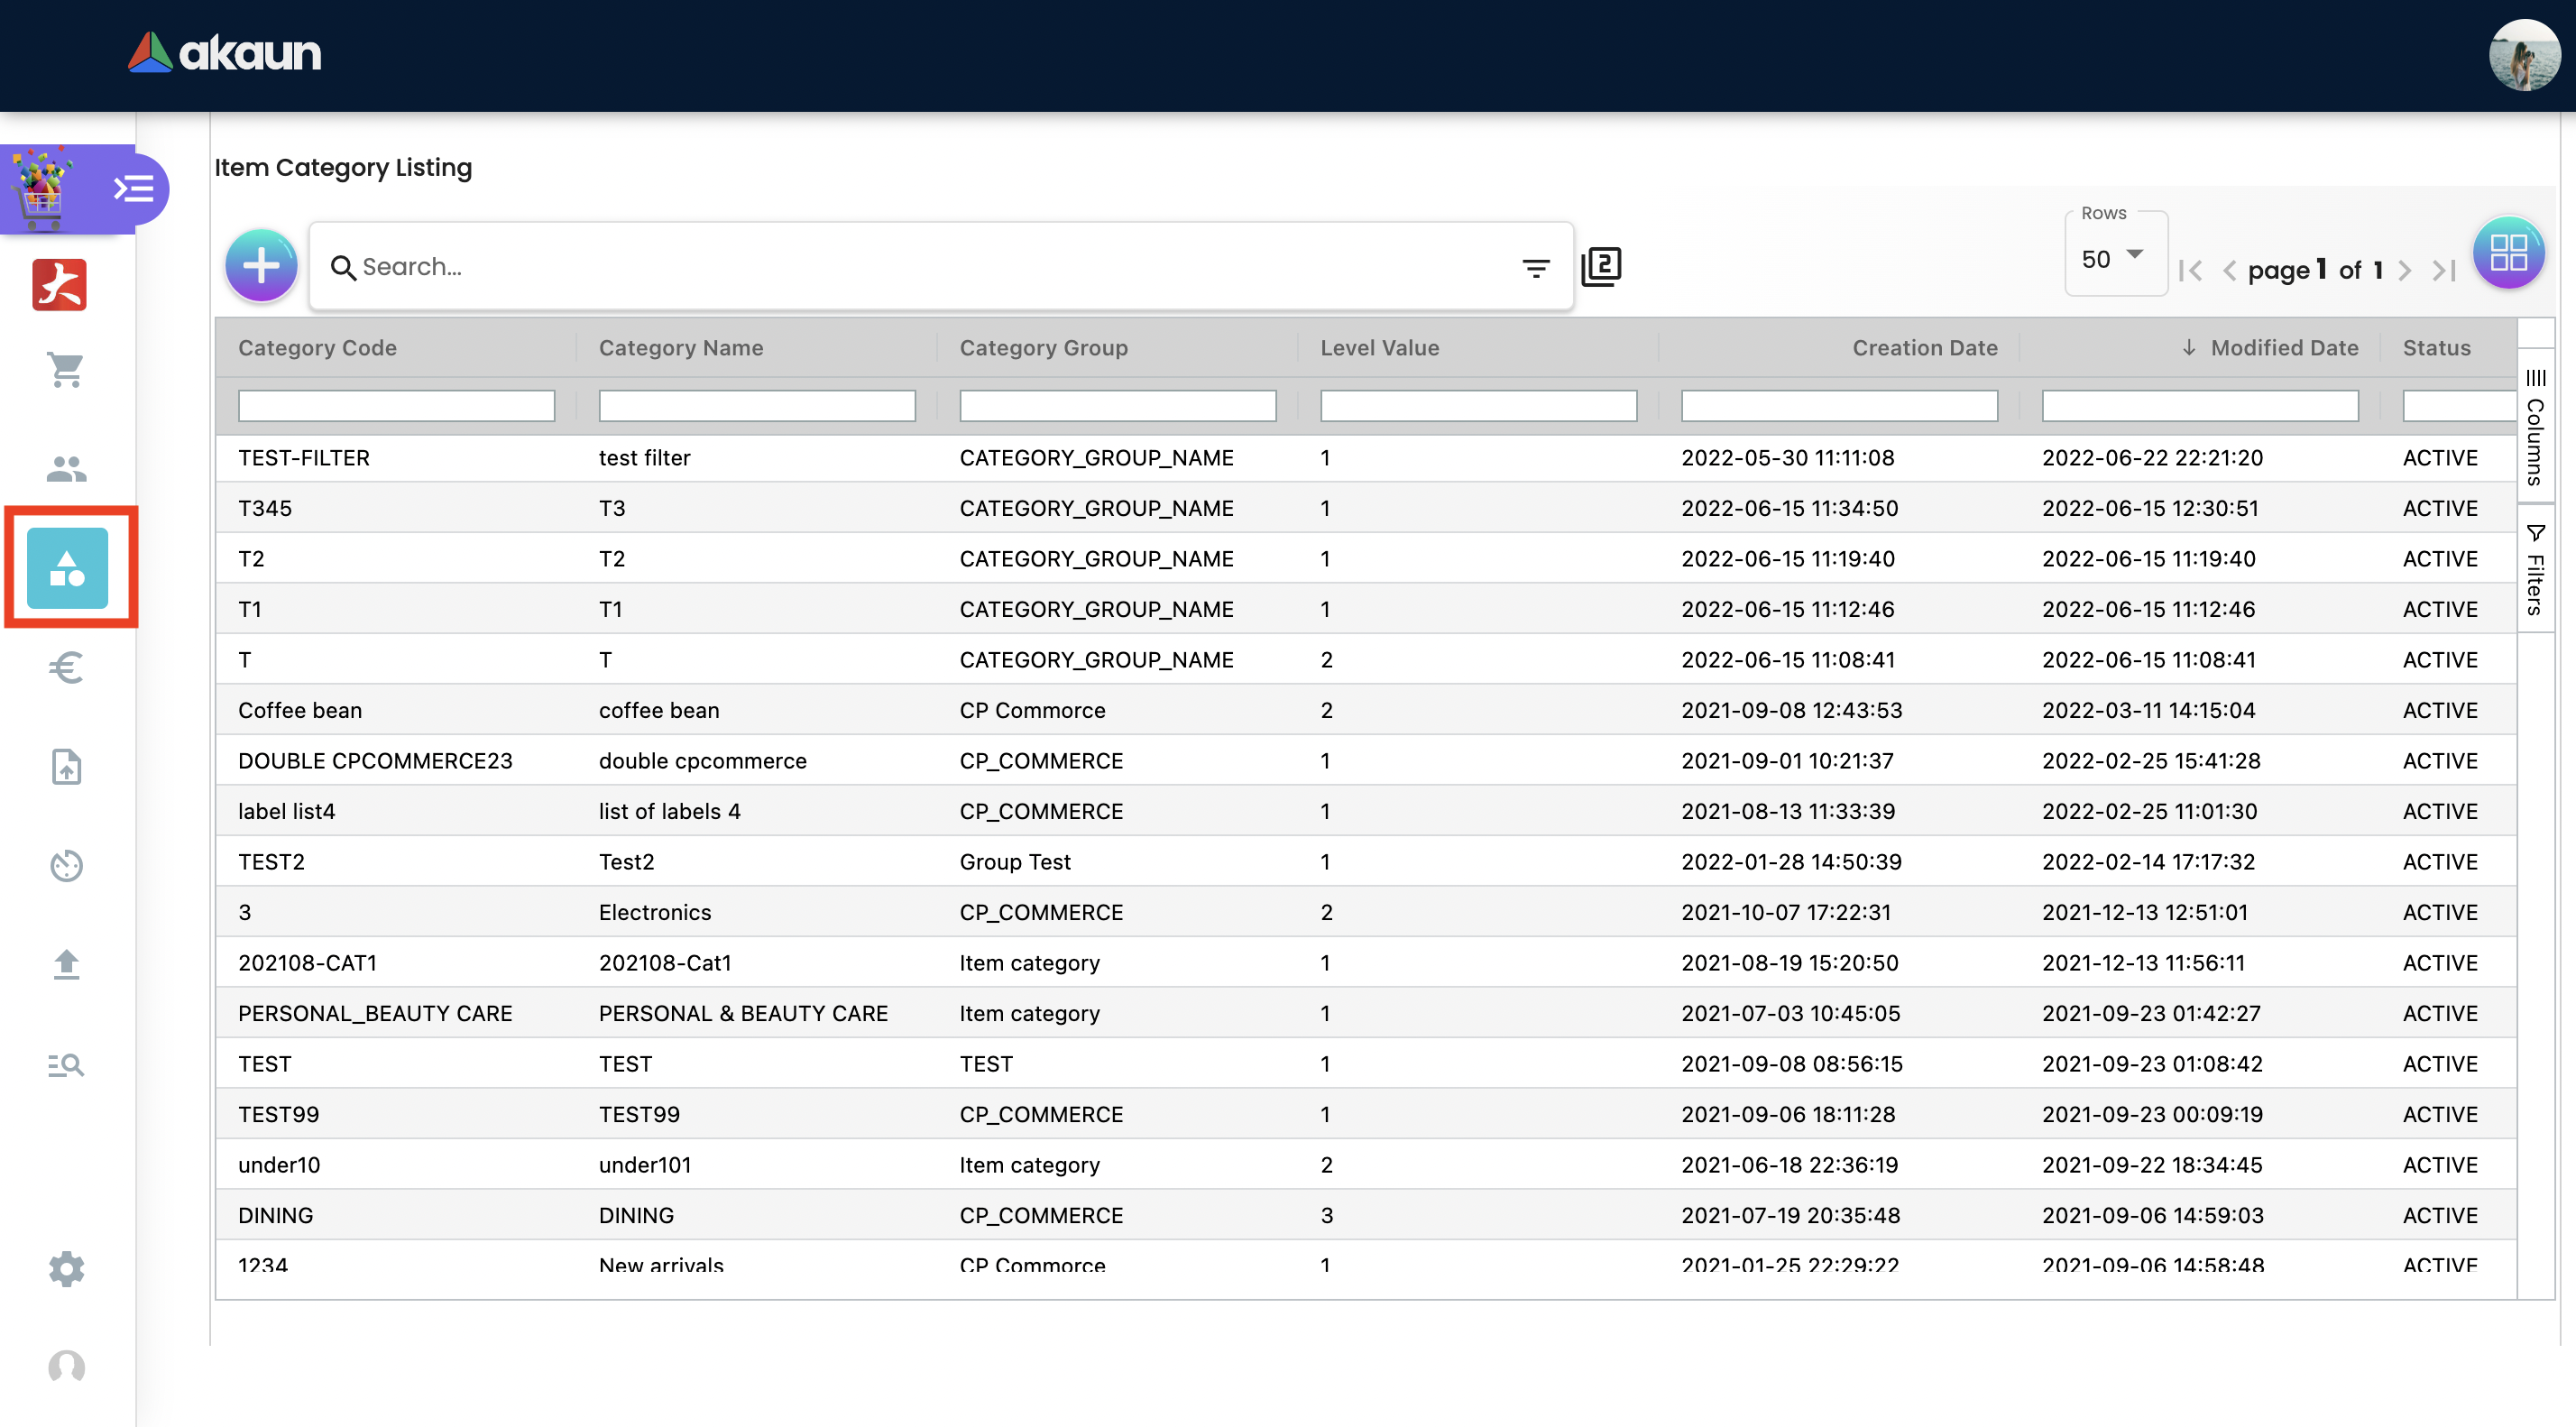 akaun
Item Category Listing
Search...
2
Rows
50
page 1 of 1
Category Code Category Name Category Group Level Value Creation Date ↓ Modified Date Status
Columns
Filters
TEST-FILTER test filter CATEGORY_GROUP_NAME 1 2022-05-30 11:11:08 2022-06-22 22:21:20 ACTIVE
T345 T3 CATEGORY_GROUP_NAME 1 2022-06-15 11:34:50 2022-06-15 12:30:51 ACTIVE
T2 T2 CATEGORY_GROUP_NAME 1 2022-06-15 11:19:40 2022-06-15 11:19:40 ACTIVE
T1 T1 CATEGORY_GROUP_NAME 1 2022-06-15 11:12:46 2022-06-15 11:12:46 ACTIVE
T T CATEGORY_GROUP_NAME 2 2022-06-15 11:08:41 2022-06-15 11:08:41 ACTIVE
Coffee bean coffee bean CP Commorce 2 2021-09-08 12:43:53 2022-03-11 14:15:04 ACTIVE
DOUBLE CPCOMMERCE23 double cpcommerce CP_COMMERCE 1 2021-09-01 10:21:37 2022-02-25 15:41:28 ACTIVE
label list4 list of labels 4 CP_COMMERCE 1 2021-08-13 11:33:39 2022-02-25 11:01:30 ACTIVE
TEST2 Test2 Group Test 1 2022-01-28 14:50:39 2022-02-14 17:17:32 ACTIVE
3 Electronics CP_COMMERCE 2 2021-10-07 17:22:31 2021-12-13 12:51:01 ACTIVE
202108-CAT1 202108-Cat1 Item category 1 2021-08-19 15:20:50 2021-12-13 11:56:11 ACTIVE
PERSONAL_BEAUTY CARE PERSONAL & BEAUTY CARE Item category 1 2021-07-03 10:45:05 2021-09-23 01:42:27 ACTIVE
TEST TEST TEST 1 2021-09-08 08:56:15 2021-09-23 01:08:42 ACTIVE
TEST99 TEST99 CP_COMMERCE 1 2021-09-06 18:11:28 2021-09-23 00:09:19 ACTIVE
under10 under101 Item category 2 2021-06-18 22:36:19 2021-09-22 18:34:45 ACTIVE
DINING DINING CP_COMMERCE 3 2021-07-19 20:35:48 2021-09-06 14:59:03 ACTIVE
1234 New arrivals CP Commorce 1 2021-01-25 22:29:22 2021-09-06 14:58:48 ACTIVE